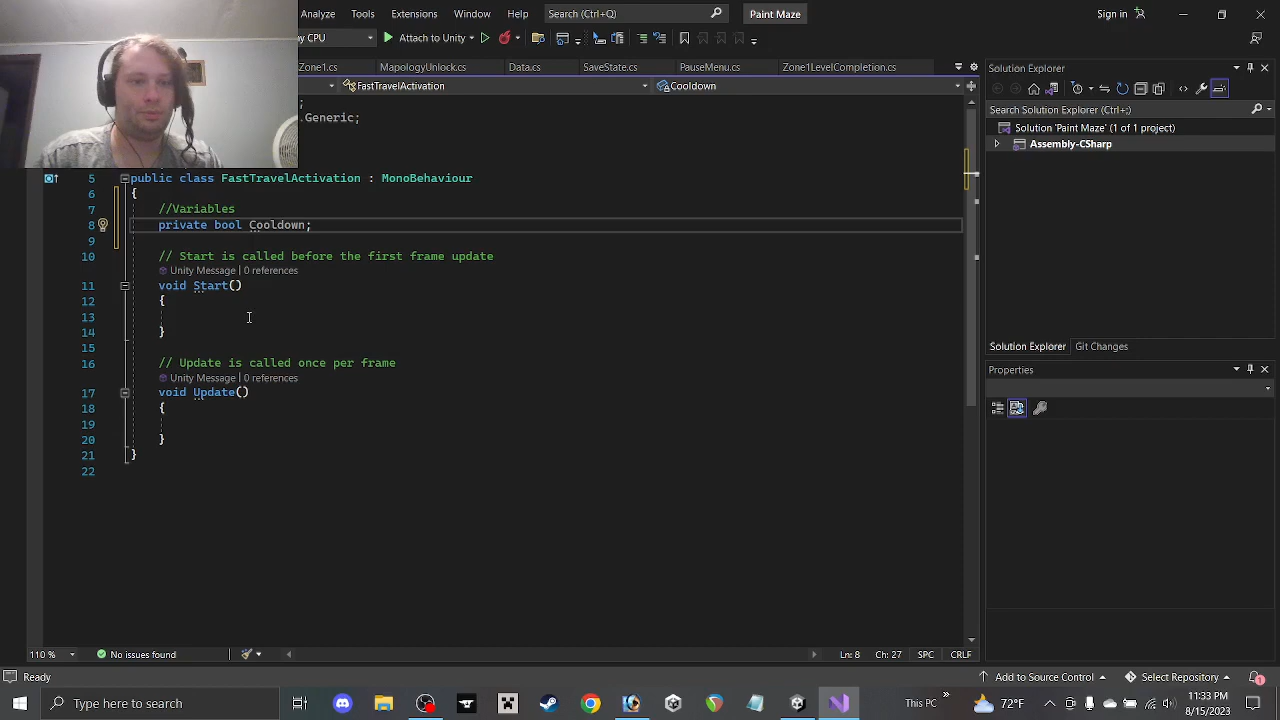 Analyze
Tools
Extensions
Window
Help
Search (Ctrl+Q)
Paint Maze
Sign in
CPU
Attach to Unity
Zone1.cs
MapologyUnlock.cs
Data.cs
SaveState.cs
PauseMenu.cs
Zone1LevelCompletion.cs
FastTravelActivation
Cooldown
;
.Generic;
5 public class FastTravelActivation : MonoBehaviour
6 {
7 //Variables
8 private bool Cooldown;
9
10 // Start is called before the first frame update
Unity Message | 0 references
11 void Start()
12 {
13
14 }
15
16 // Update is called once per frame
Unity Message | 0 references
17 void Update()
18 {
19
20 }
21 }
22
Solution Explorer
Search Solution Explorer (Ctrl+;)
Solution 'Paint Maze' (1 of 1 project)
Assembly-CSharp
Solution Explorer
Git Changes
Properties
110 %
No issues found
Ln: 8
Ch: 27
SPC
CRLF
Ready
Add to Source Control
Select Repository
1
Type here to search
This PC
72°F
11:33 PM
8/15/2023